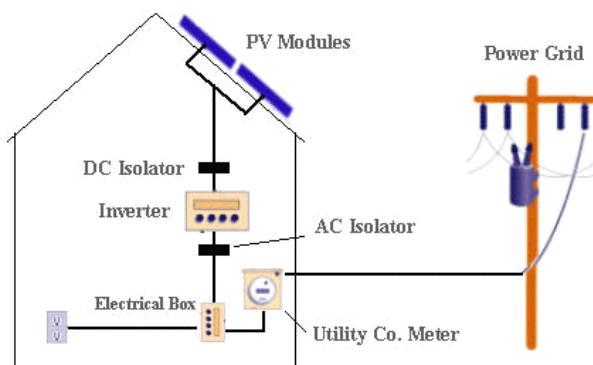 PV Modules
Power Grid
DC Isolator
Inverter
AC Isolator
Electrical Box
Utility Co. Meter